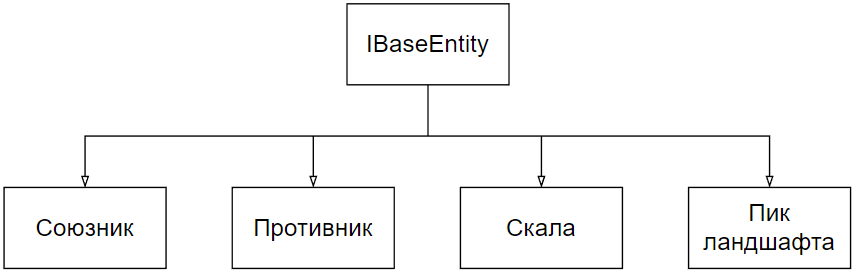 IBaseEntity
Союзник
Противник
Скала
Пик
ландшафта